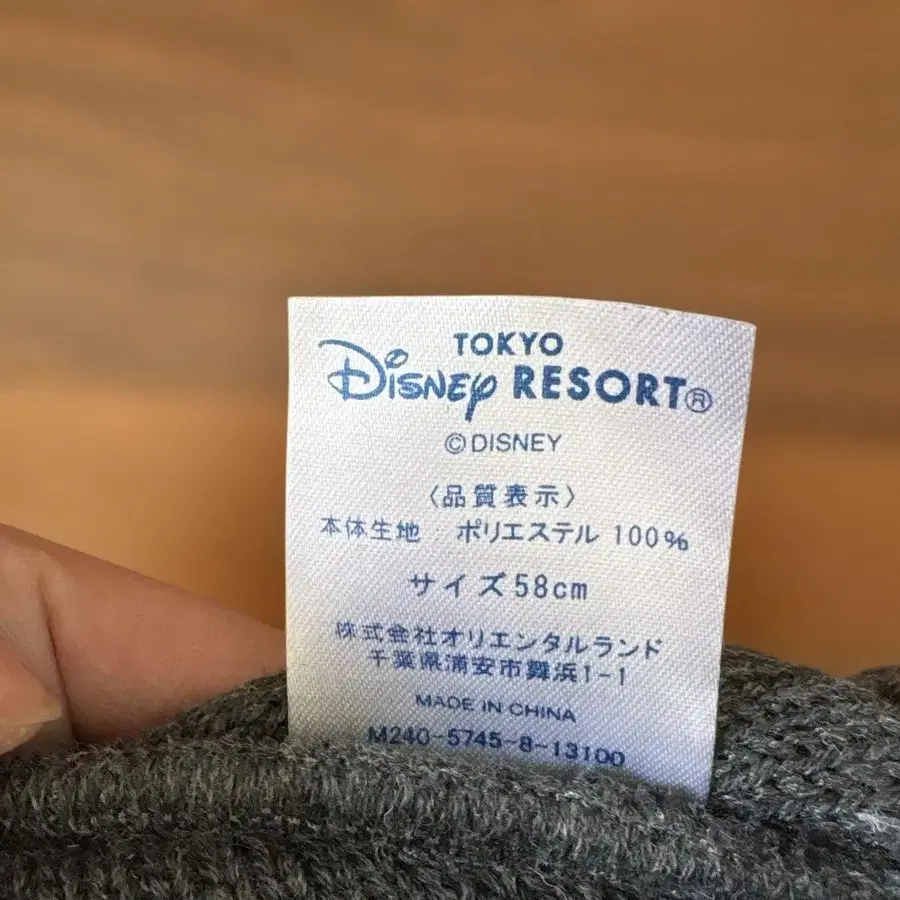 TOKYO
Disney RESORT®
©DISNEY
〈品質表示〉
本体生地 : ポリエステル 100%
サイズ58cm
株式会社オリエンタルランド
千葉県浦安市舞浜1-1
MADE IN CHINA
M240-5745-8-13100